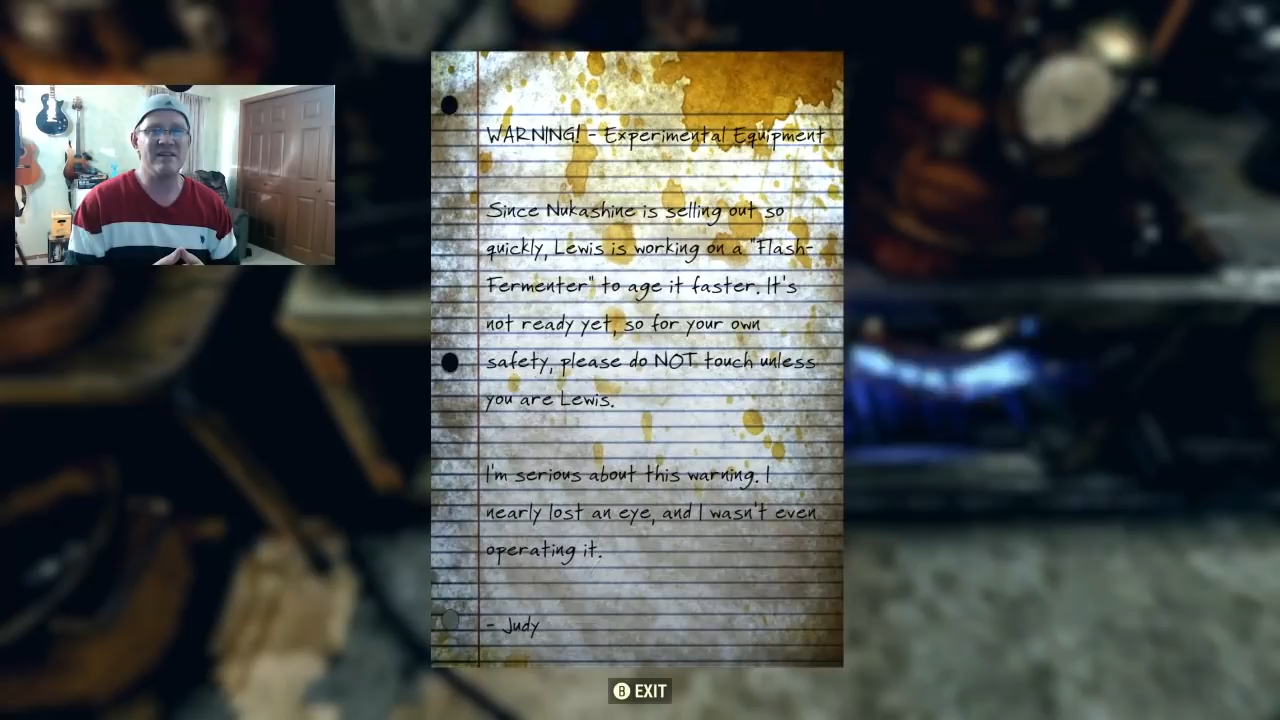 WARNING! - Experimental Equipment
Since Nukashine is selling out so
quickly, Lewis is working on a "Flash-
Fermenter" to age it faster. It's
not ready yet, so for your own
safety, please do NOT touch unless
you are Lewis.
I'm serious about this warning. I
nearly lost an eye, and I wasn't even
operating it.
- Judy
B EXIT